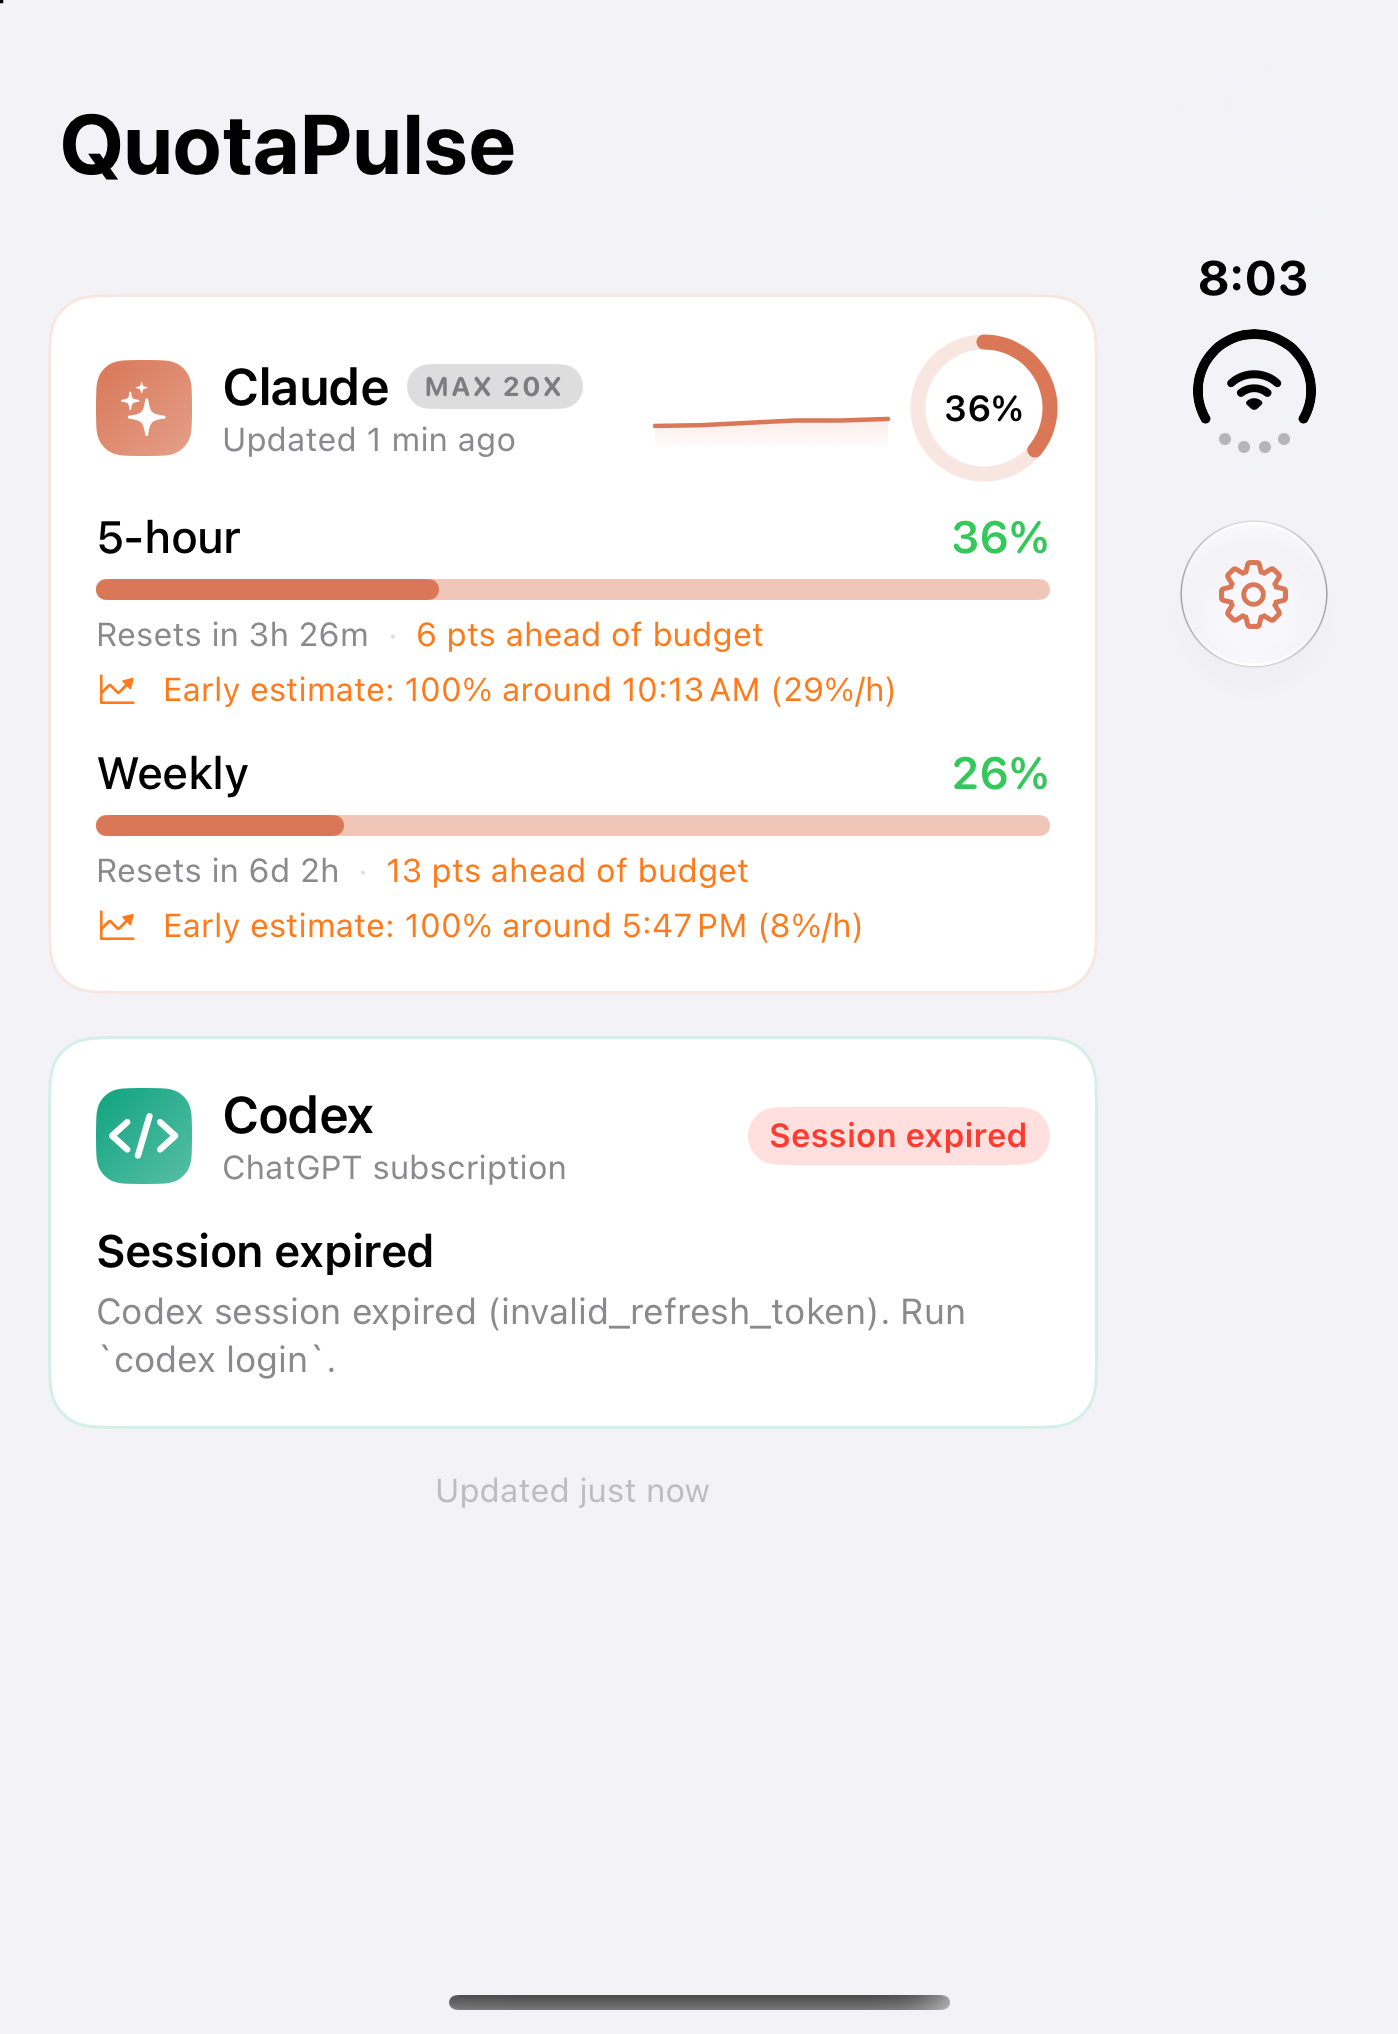 QuotaPulse
8:03
Claude MAX 20X
Updated 1 min ago
36%
5-hour 36%
Resets in 3h 26m · 6 pts ahead of budget
Early estimate: 100% around 10:13 AM (29%/h)
Weekly 26%
Resets in 6d 2h · 13 pts ahead of budget
Early estimate: 100% around 5:47 PM (8%/h)
</> Codex
ChatGPT subscription
Session expired
Session expired
Codex session expired (invalid_refresh_token). Run
`codex login`.
Updated just now